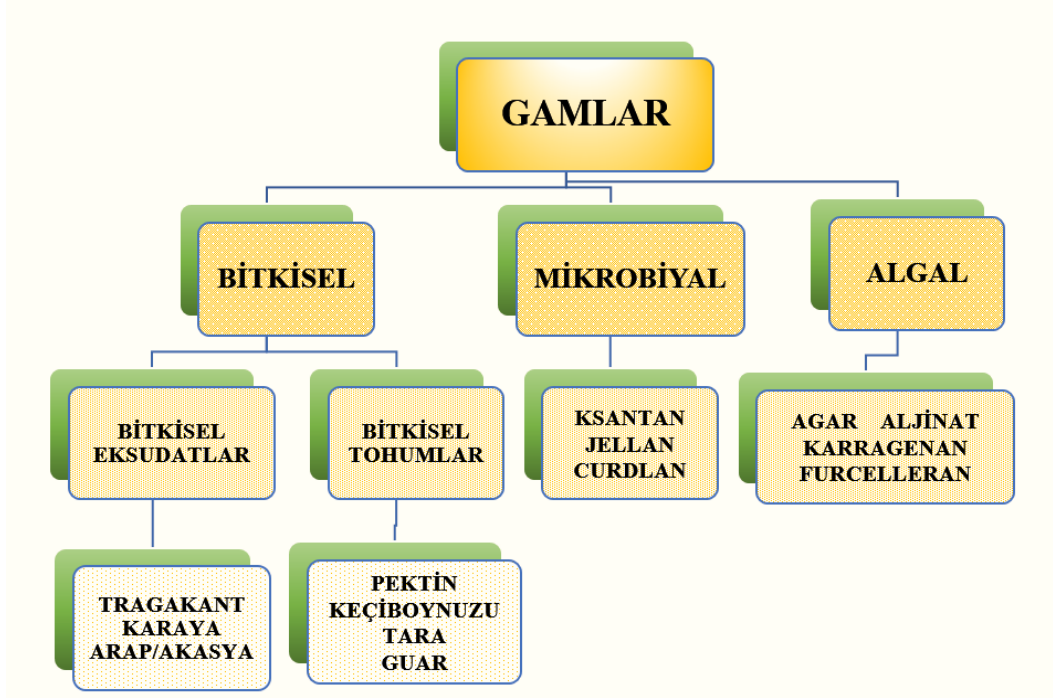 GAMLAR
BİTKİSEL
MİKROBİYAL
ALGAL
BİTKİSEL
EKSUDATLAR
BİTKİSEL
TOHUMLAR
KSANTAN
JELLAN
CURDLAN
AGAR ALJİNAT
KARRAGENAN
FURCELLERAN
TRAGAKANT
KARAYA
ARAP/AKASYA
PEKTİN
KEÇİBOYNUZU
TARA
GUAR